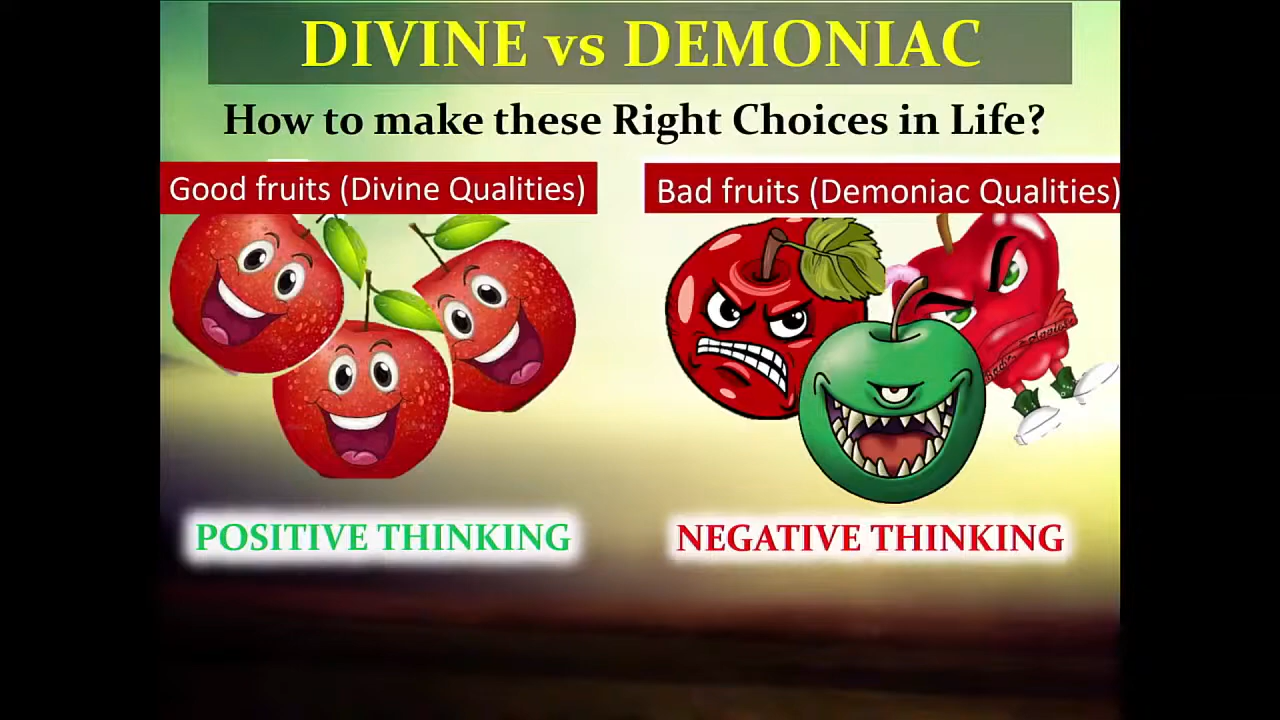 DIVINE vs DEMONIAC
How to make these Right Choices in Life?
Good fruits (Divine Qualities)
Bad fruits (Demoniac Qualities)
POSITIVE THINKING
NEGATIVE THINKING